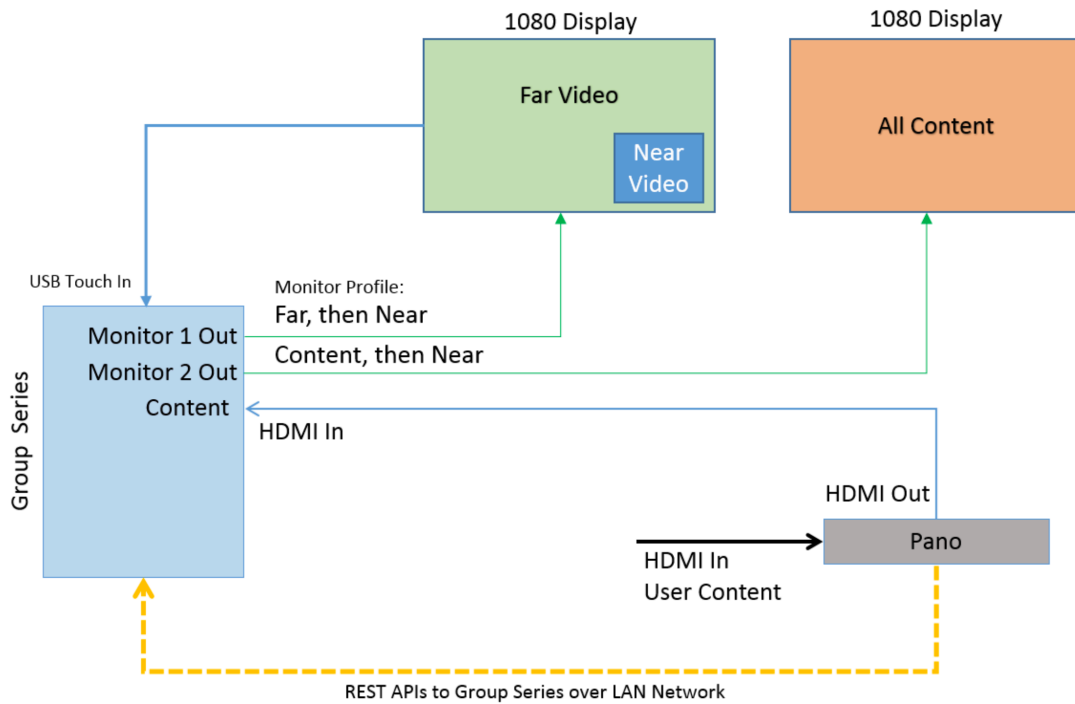 1080 Display
1080 Display
Far Video
Near
Video
All Content
USB Touch In
Monitor Profile:
Far, then Near
Content, then Near
Group Series
Monitor 1 Out
Monitor 2 Out
Content
HDMI In
HDMI Out
Pano
HDMI In
User Content
REST APIs to Group Series over LAN Network